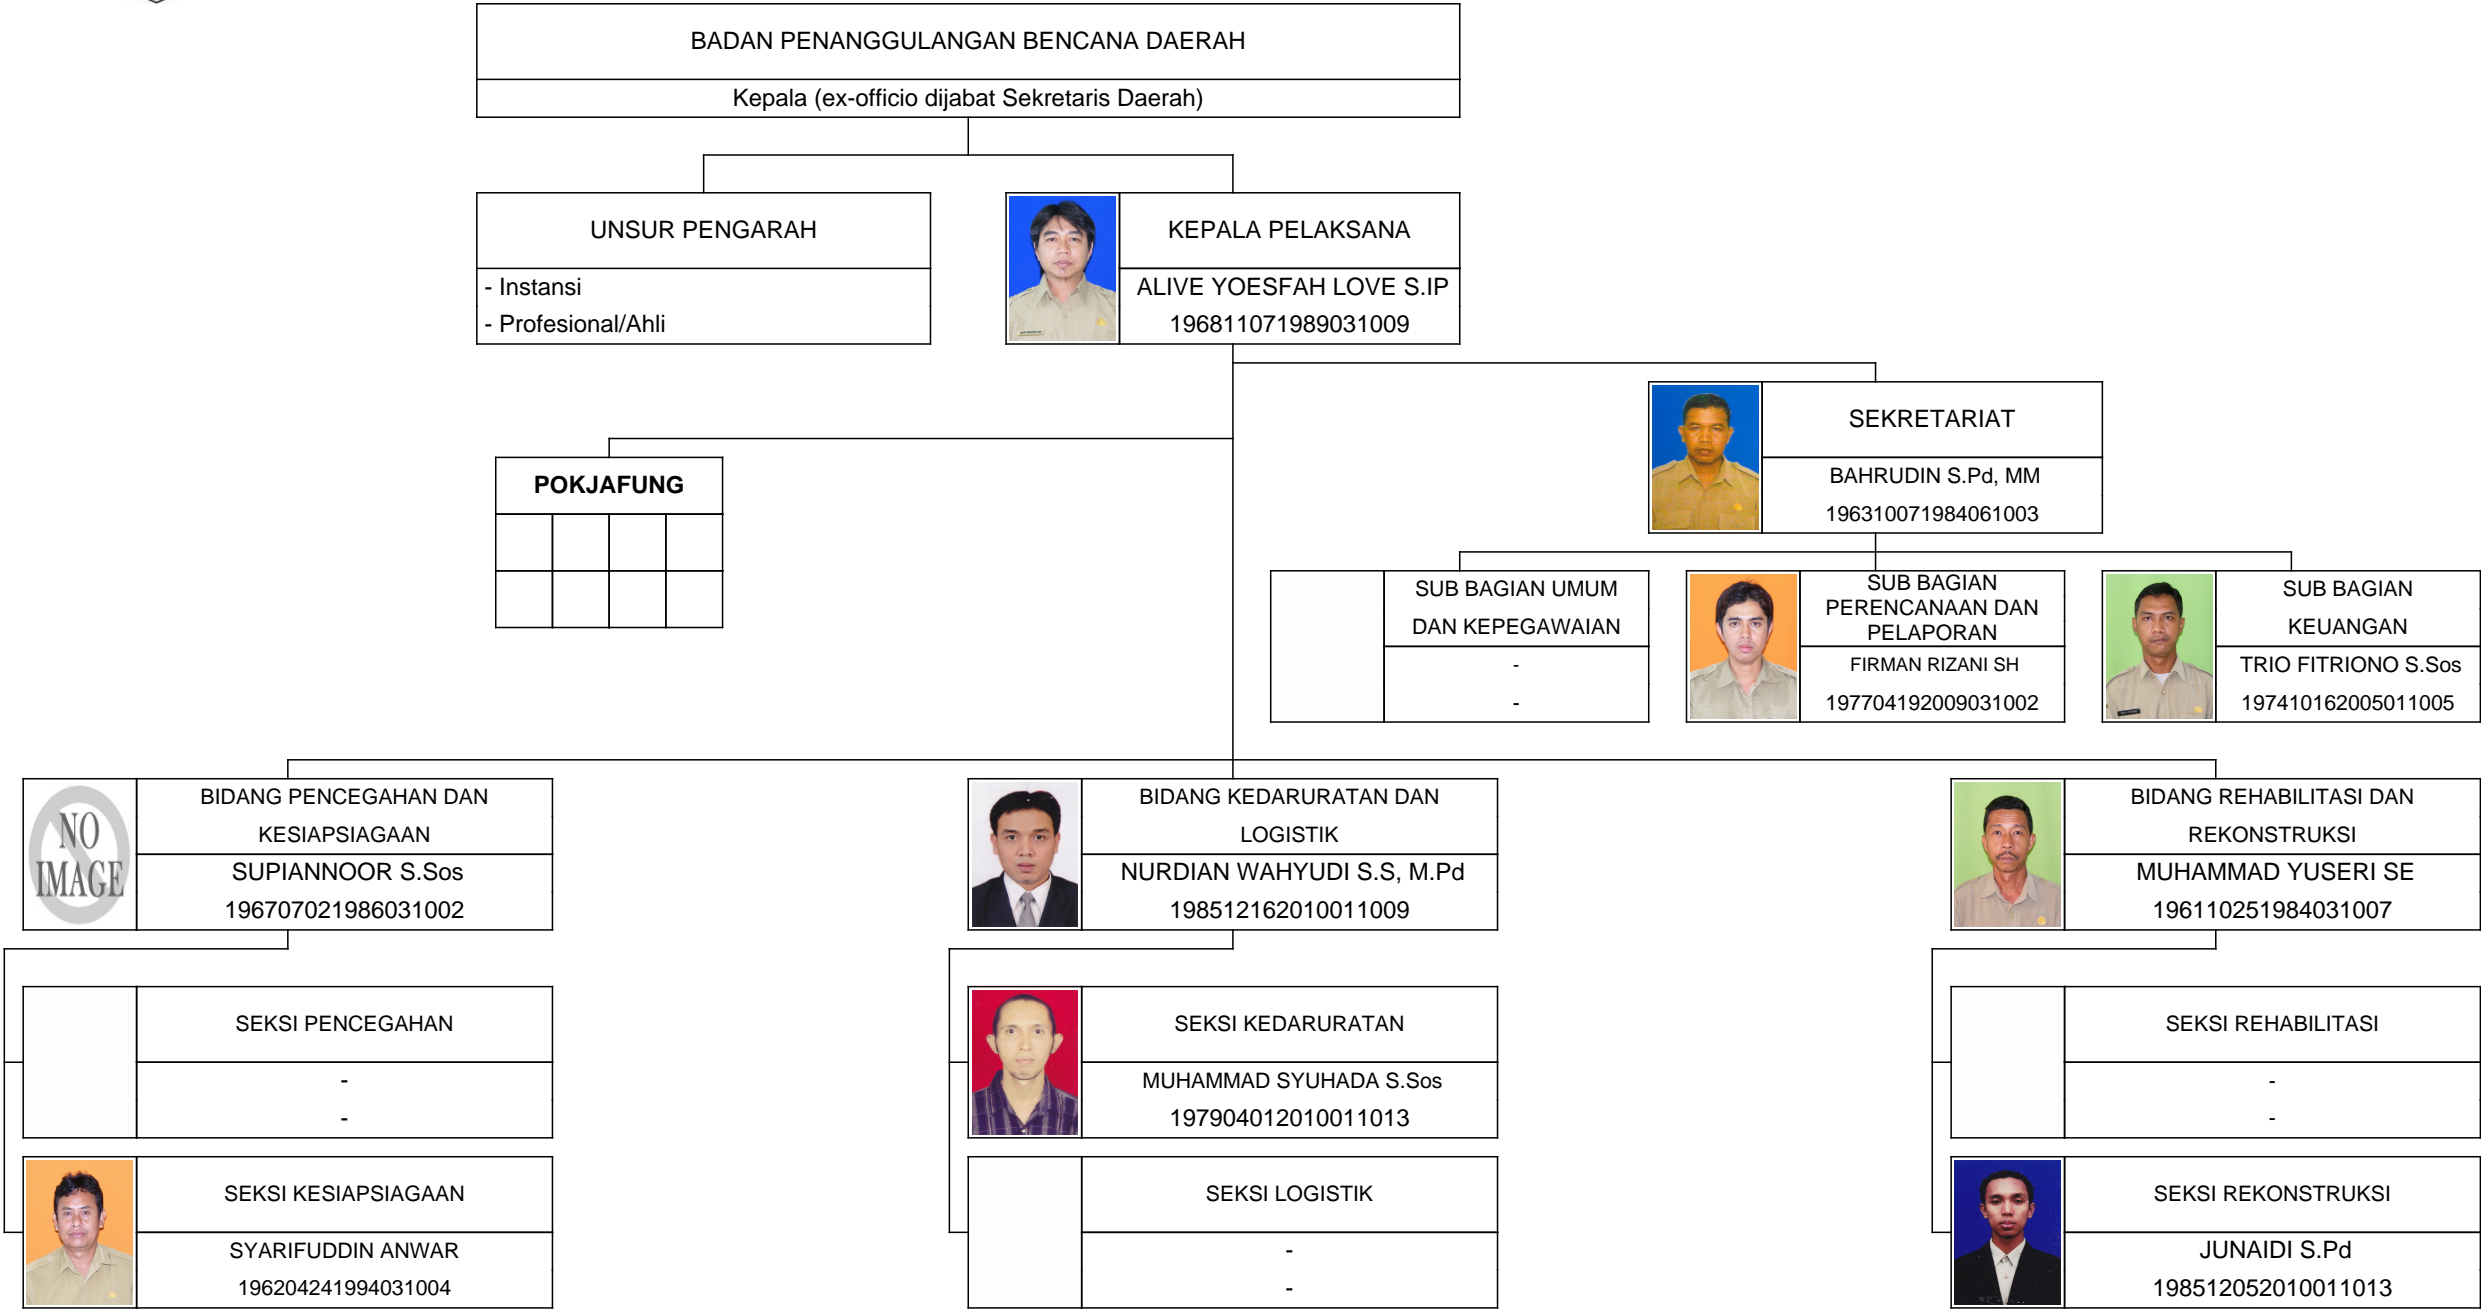 BADAN PENANGGULANGAN BENCANA DAERAH
Kepala (ex-officio dijabat Sekretaris Daerah)
UNSUR PENGARAH
- Instansi
- Profesional/Ahli
KEPALA PELAKSANA
ALIVE YOESFAH LOVE S.IP
196811071989031009
SEKRETARIAT
BAHRUDIN S.Pd, MM
196310071984061003
POKJAFUNG
SUB BAGIAN UMUM
DAN KEPEGAWAIAN
-
-
SUB BAGIAN
PERENCANAAN DAN
PELAPORAN
FIRMAN RIZANI SH
197704192009031002
SUB BAGIAN
KEUANGAN
TRIO FITRIONO S.Sos
197410162005011005
NO
IMAGE
BIDANG PENCEGAHAN DAN
KESIAPSIAGAAN
SUPIANNOOR S.Sos
196707021986031002
BIDANG KEDARURATAN DAN
LOGISTIK
NURDIAN WAHYUDI S.S, M.Pd
198512162010011009
BIDANG REHABILITASI DAN
REKONSTRUKSI
MUHAMMAD YUSERI SE
196110251984031007
SEKSI PENCEGAHAN
-
-
SEKSI KEDARURATAN
MUHAMMAD SYUHADA S.Sos
197904012010011013
SEKSI REHABILITASI
-
-
SEKSI KESIAPSIAGAAN
SYARIFUDDIN ANWAR
196204241994031004
SEKSI LOGISTIK
-
-
SEKSI REKONSTRUKSI
JUNAIDI S.Pd
198512052010011013